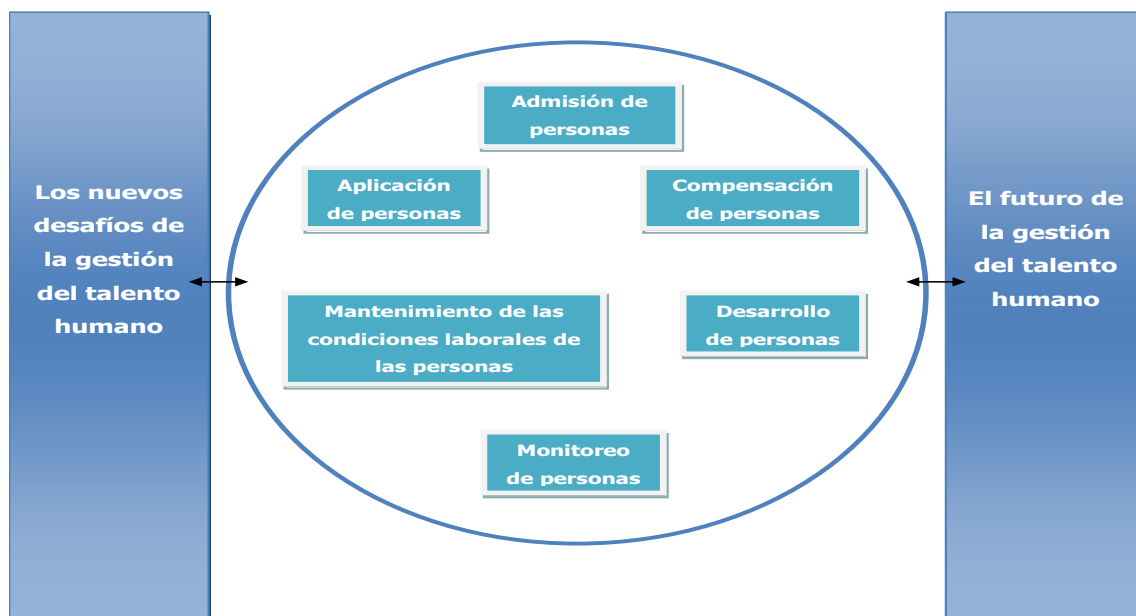 Los nuevos
desafíos de
la gestión
del talento
humano
Admisión de
personas
Aplicación
de personas
Compensación
de personas
Mantenimiento de las
condiciones laborales de
las personas
Desarrollo
de personas
Monitoreo
de personas
El futuro de
la gestión
del talento
humano